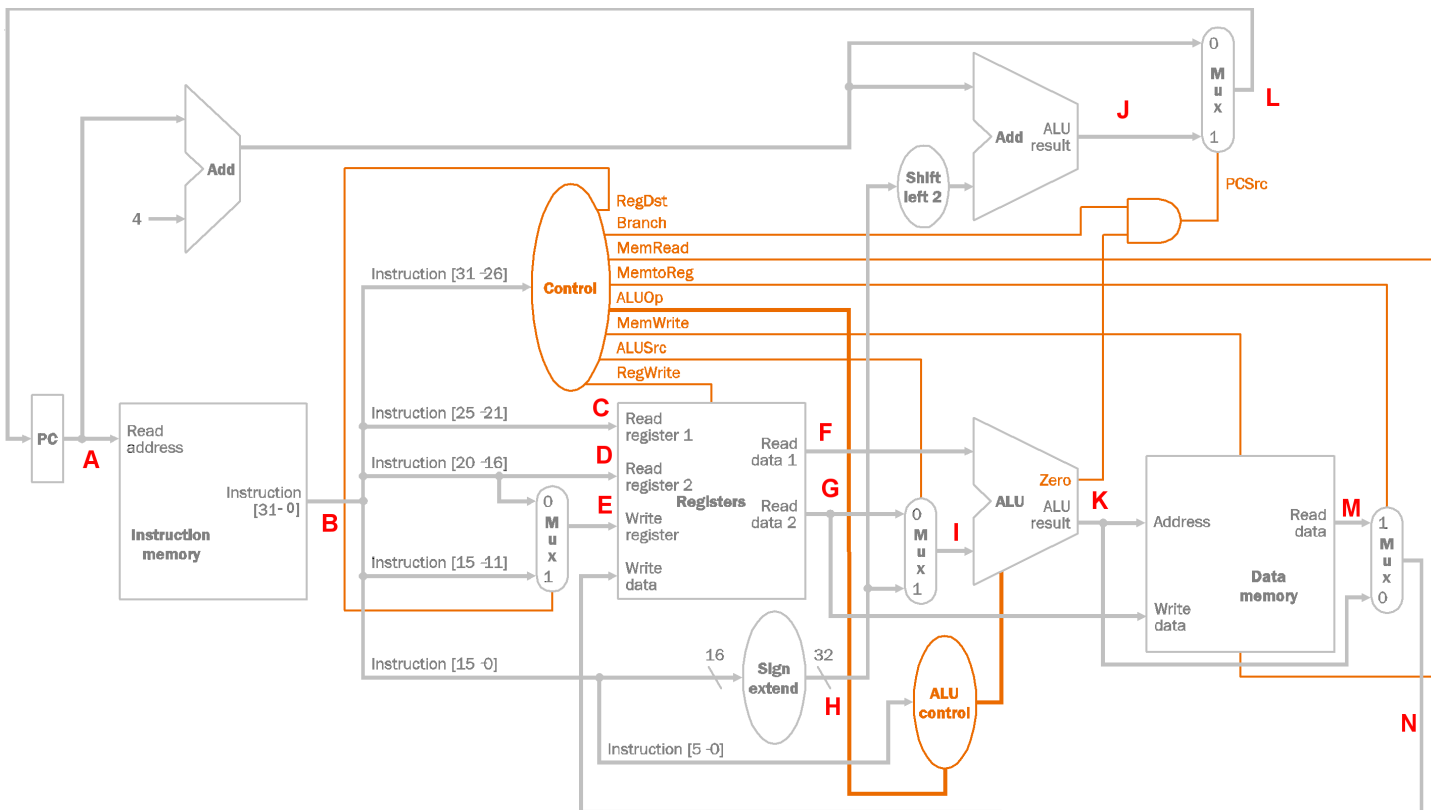 0
M
u
x
1
L
J
Add
ALU
result
Add
Shift
left 2
PCSrc
4
RegDst
Branch
MemRead
MemtoReg
ALUOp
MemWrite
ALUSrc
RegWrite
Control
Instruction [31-26]
PC
A
Read
address
Instruction
[31-0]
Instruction
memory
B
Instruction [25-21]
C
Instruction [20-16]
D
E
0
M
u
x
1
Instruction [15-11]
Read
register 1
Read
register 2
Write
register
Write
data
Registers
Read
data 1
Read
data 2
F
G
0
M
u
x
1
I
Zero
ALU
ALU
result
K
Address
Write
data
Read
data
Data
memory
M
1
M
u
x
0
Instruction [15-0]
16
Sign
extend
32
H
ALU
control
Instruction [5-0]
N